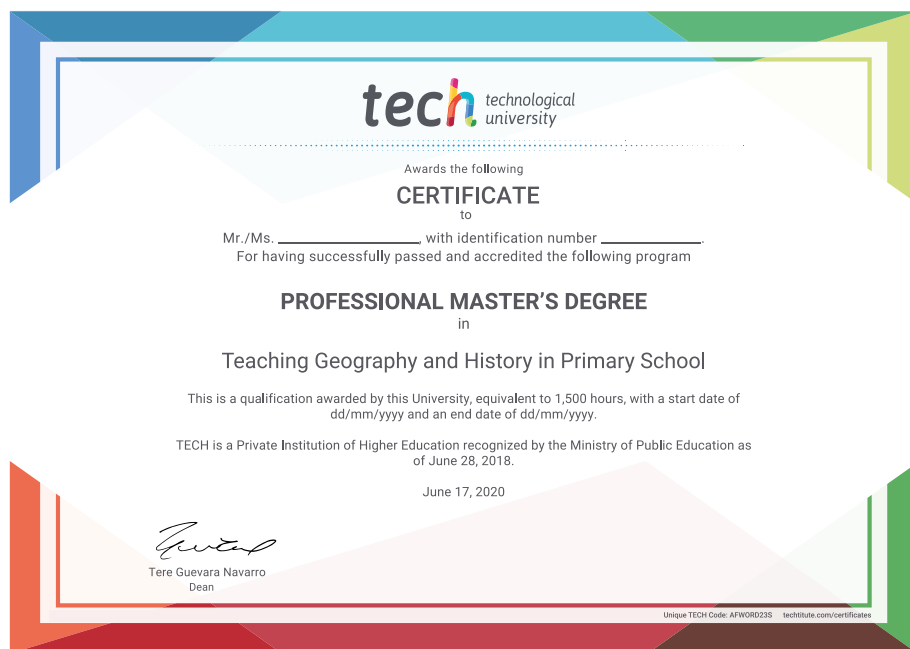 tech technological
university
Awards the following
CERTIFICATE
to
Mr./Ms. ____________________, with identification number ______________.
For having successfully passed and accredited the following program
PROFESSIONAL MASTER'S DEGREE
in
Teaching Geography and History in Primary School
This is a qualification awarded by this University, equivalent to 1,500 hours, with a start date of
dd/mm/yyyy and an end date of dd/mm/yyyy.
TECH is a Private Institution of Higher Education recognized by the Ministry of Public Education as
of June 28, 2018.
June 17, 2020
Tere Guevara Navarro
Dean
Unique TECH Code: AFWORD23S techtitute.com/certificates